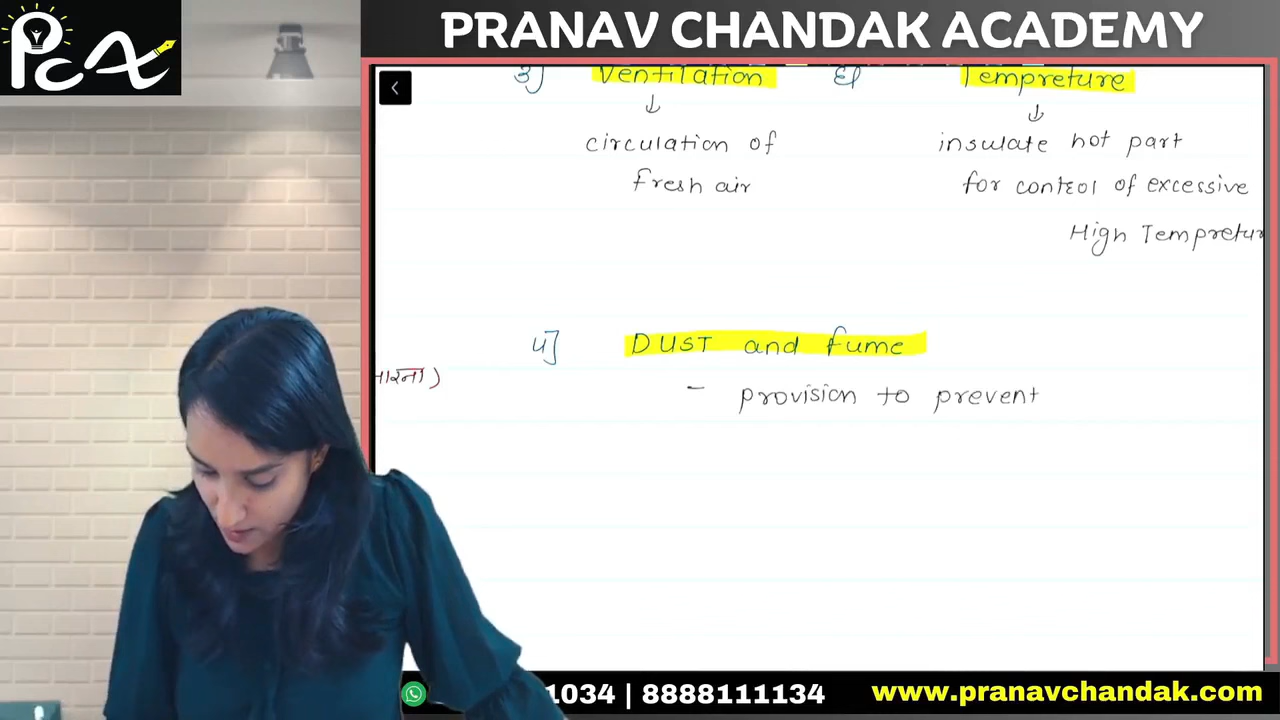 PCA
PRANAV CHANDAK ACADEMY
3] Ventilation & Tempreture
circulation of
fresh air
insulate hot part
for control of excessive
High Tempretur
4] DUST and fume
- provision to prevent
1034 | 8888111134
www.pranavchandak.com